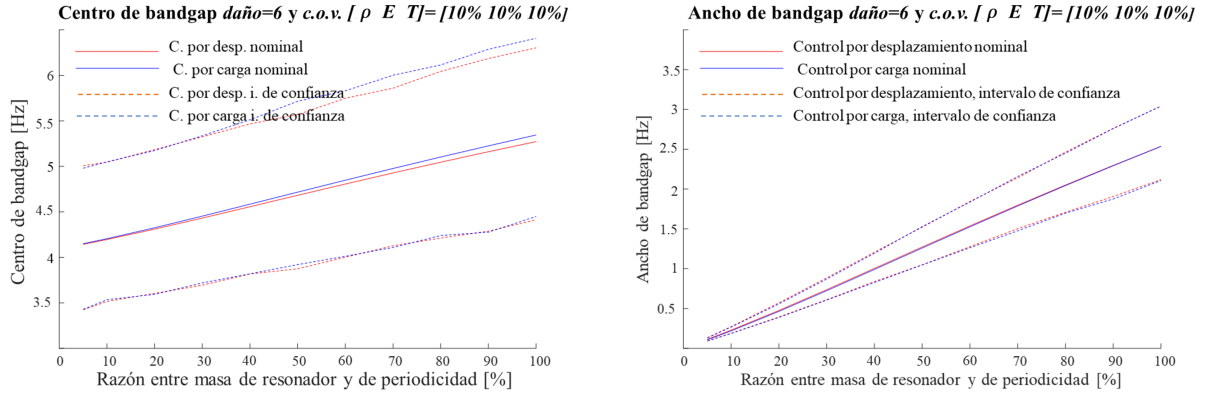 Centro de bandgap daño=6 y c.o.v. [ ρ E T]= [10% 10% 10%]
C. por desp. nominal
C. por carga nominal
C. por desp. i. de confianza
C. por carga i. de confianza
Centro de bandgap [Hz]
6
5.5
5
4.5
4
3.5
0 10 20 30 40 50 60 70 80 90 100
Razón entre masa de resonador y de periodicidad [%]
Ancho de bandgap daño=6 y c.o.v. [ ρ E T]= [10% 10% 10%]
Control por desplazamiento nominal
Control por carga nominal
Control por desplazamiento, intervalo de confianza
Control por carga, intervalo de confianza
Ancho de bandgap [Hz]
4
3.5
3
2.5
2
1.5
1
0.5
0 10 20 30 40 50 60 70 80 90 100
Razón entre masa de resonador y de periodicidad [%]